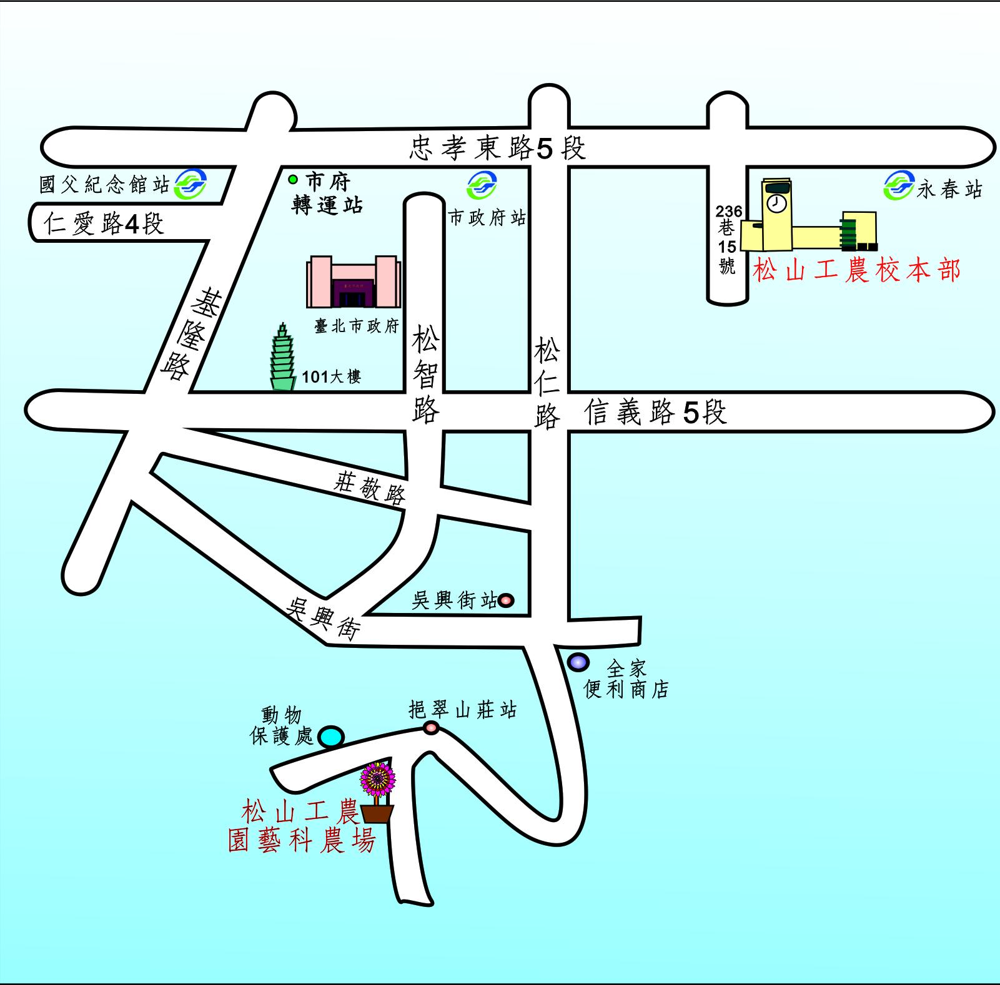 忠孝東路5段
國父紀念館站
市府
轉運站
市政府站
永春站
仁愛路4段
236
巷
15
號
松山工農校本部
基隆路
臺北市政府
101大樓
松智路
松仁路
信義路5段
莊敬路
吳興街站
吳興街
全家
便利商店
動物
保護處
挹翠山莊站
松山工農
園藝科農場